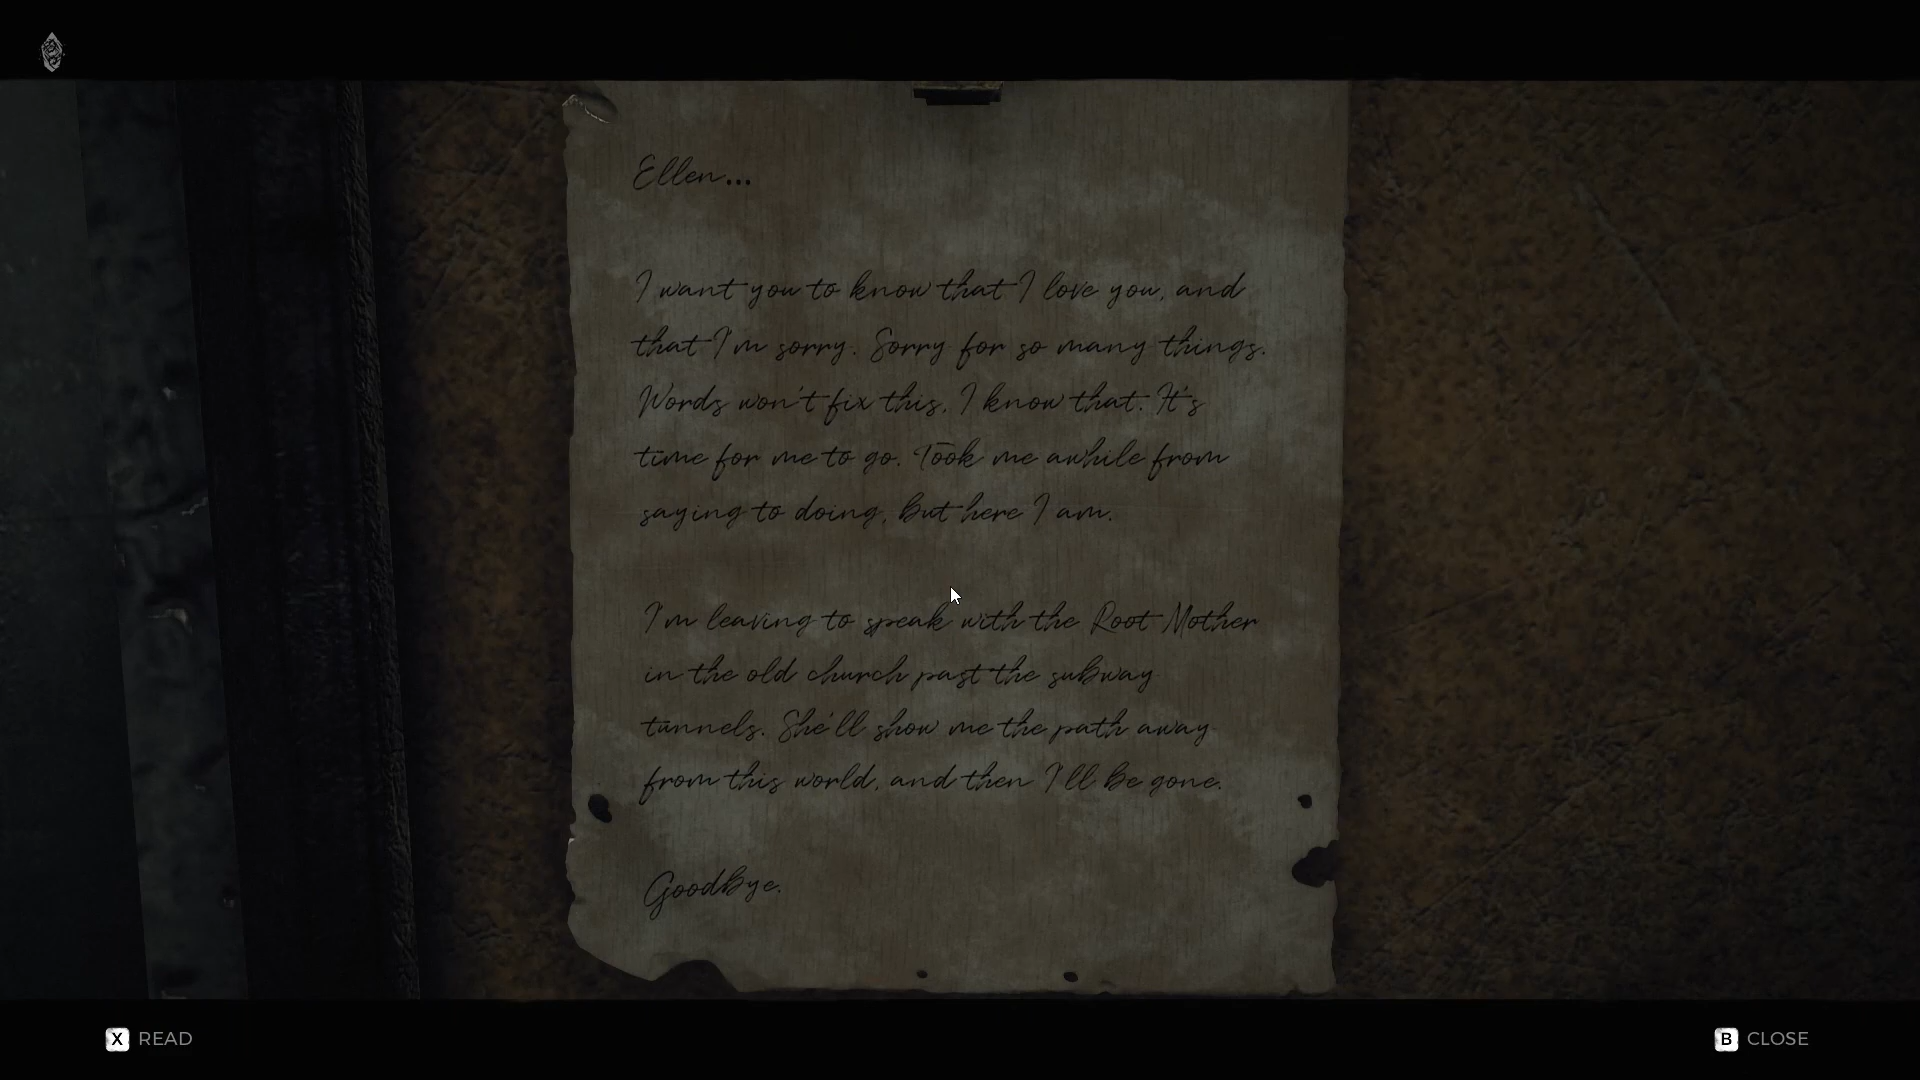 Ellen...
I want you to know that I love you, and
that I'm sorry. Sorry for so many things.
Words won't fix this, I know that. It's
time for me to go. Took me awhile from
saying to doing, but here I am.
I'm leaving to speak with the Root Mother
in the old church past the subway
tunnels. She'll show me the path away
from this world, and then I'll be gone.
Goodbye.
X READ
B CLOSE